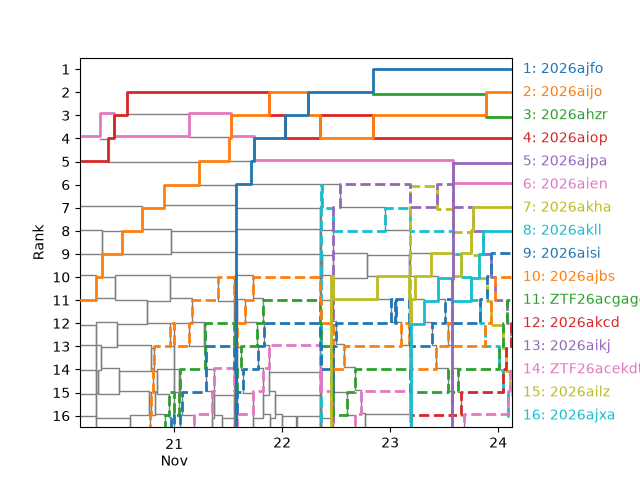 1
2
3
4
5
6
7
8
9
10
11
12
13
14
15
16
Rank
21
22
23
24
Nov
1: 2026ajfo
2: 2026aijo
3: 2026ahzr
4: 2026aiop
5: 2026ajpa
6: 2026aien
7: 2026akha
8: 2026akll
9: 2026aisi
10: 2026ajbs
11: ZTF26acgag
12: 2026akcd
13: 2026aikj
14: ZTF26acekdt
15: 2026ailz
16: 2026ajxa